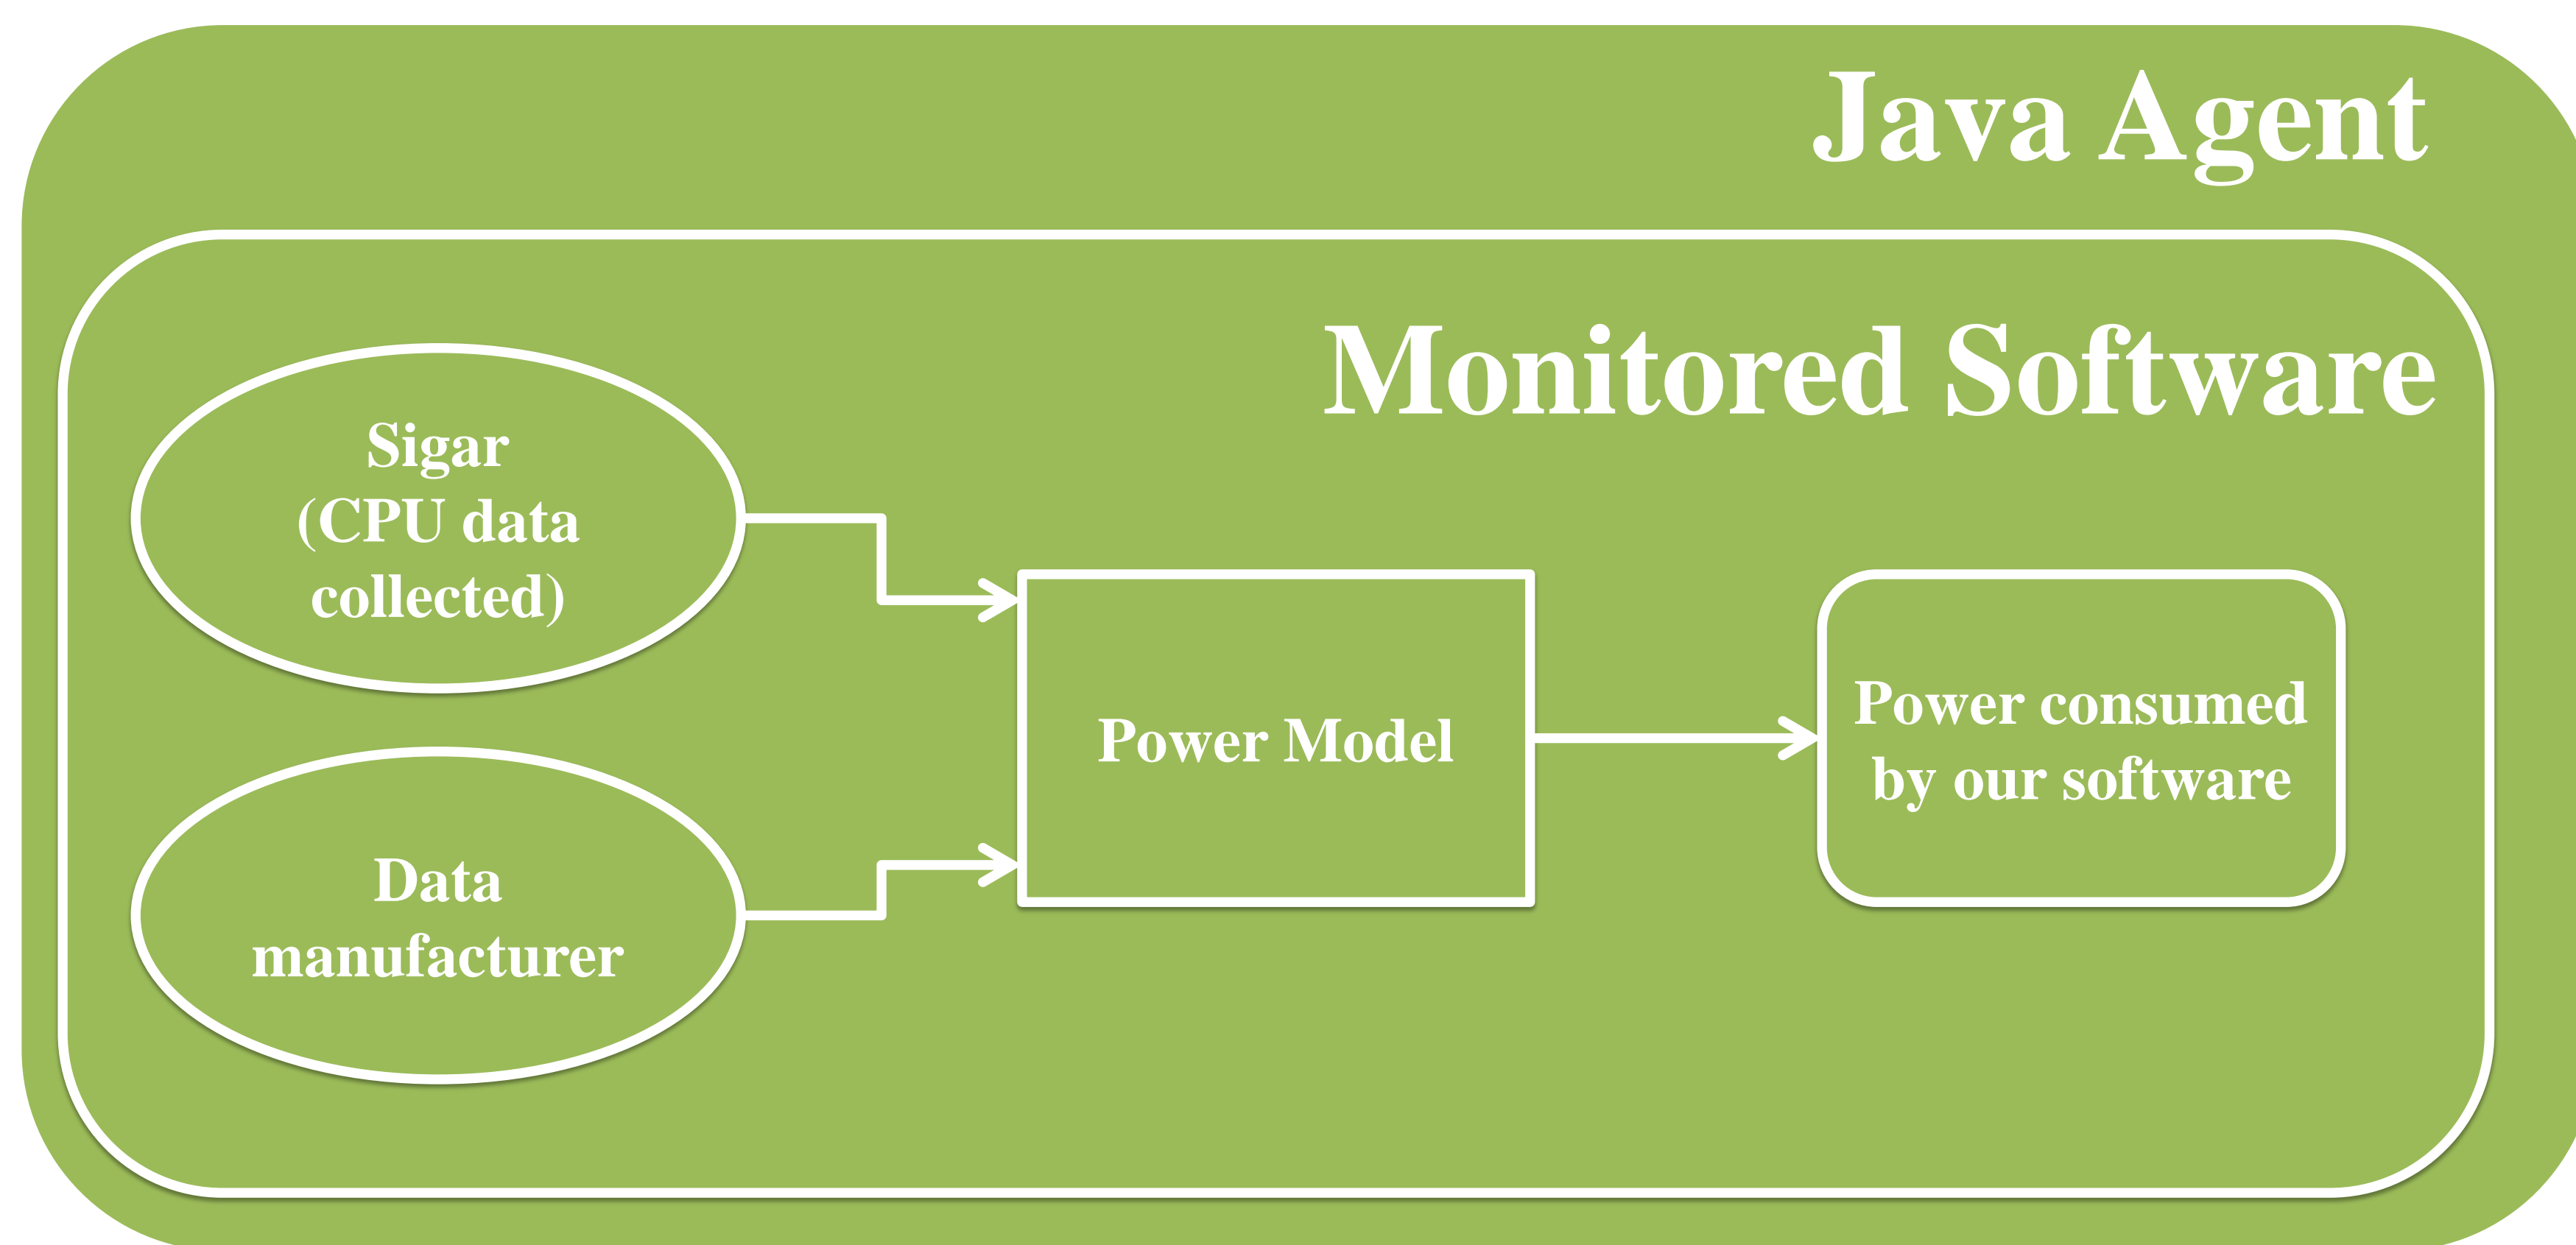 Java Agent
Monitored Software
Sigar
(CPU data
collected)
Data
manufacturer
Power Model
Power consumed
by our software